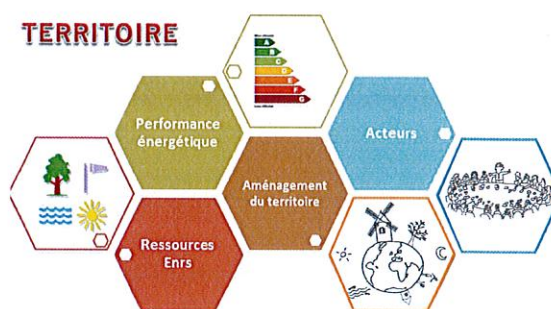 TERRITOIRE
A
B
C
D
E
F
G
Performance
énergétique
Acteurs
Aménagement
du territoire
Ressources
Enrs